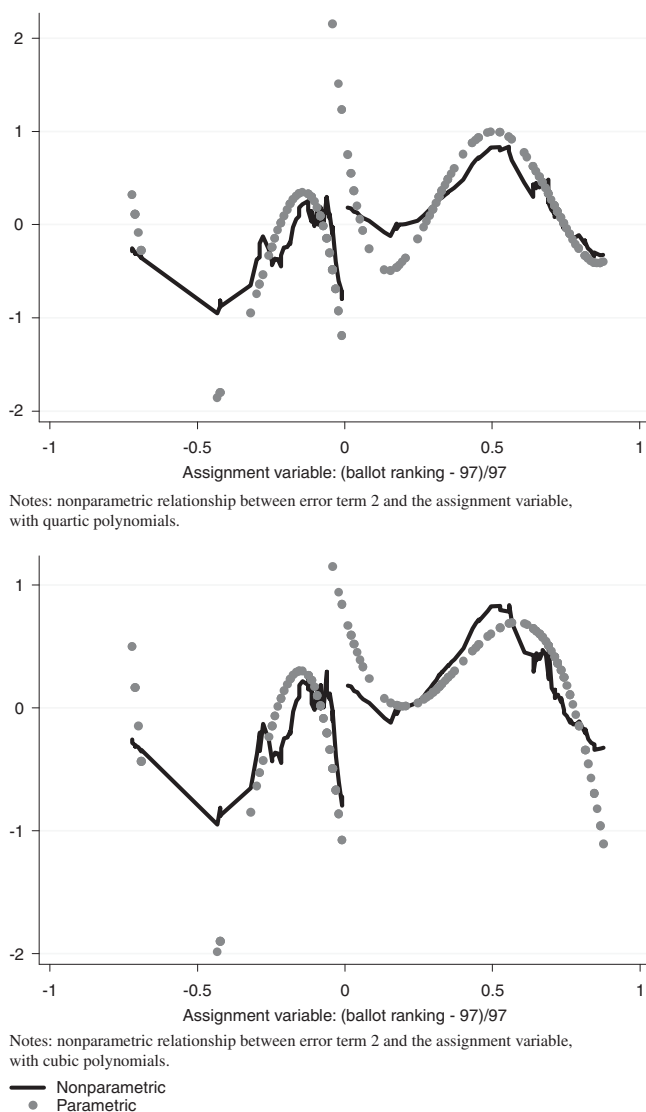 2
1
0
-1
-2
-1
-0.5
0
0.5
1
Assignment variable: (ballot ranking - 97)/97
Notes: nonparametric relationship between error term 2 and the assignment variable,
with quartic polynomials.
1
0
-1
-2
-1
-0.5
0
0.5
1
Assignment variable: (ballot ranking - 97)/97
Notes: nonparametric relationship between error term 2 and the assignment variable,
with cubic polynomials.
Nonparametric
Parametric